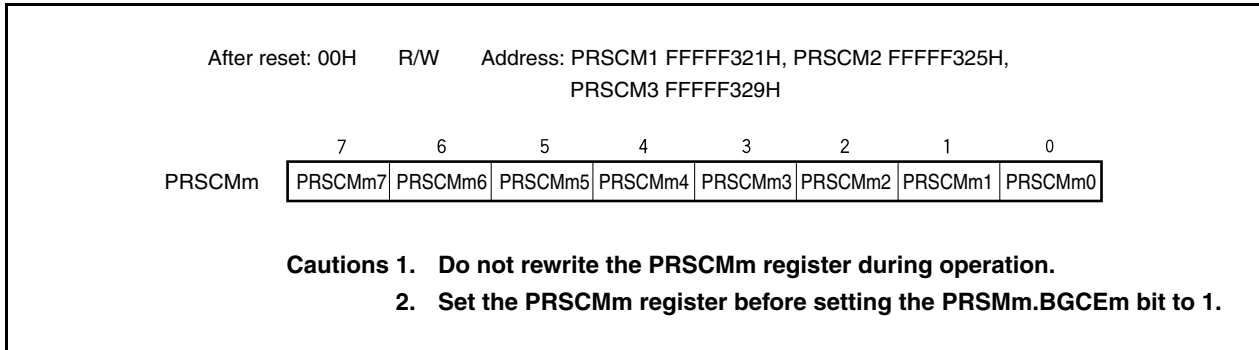 After reset: 00H R/W Address: PRSCM1 FFFFF321H, PRSCM2 FFFFF325H,
PRSCM3 FFFFF329H
7 6 5 4 3 2 1 0
PRSCMm PRSCMm7 PRSCMm6 PRSCMm5 PRSCMm4 PRSCMm3 PRSCMm2 PRSCMm1 PRSCMm0
Cautions 1. Do not rewrite the PRSCMm register during operation.
2. Set the PRSCMm register before setting the PRSMm.BGCEm bit to 1.